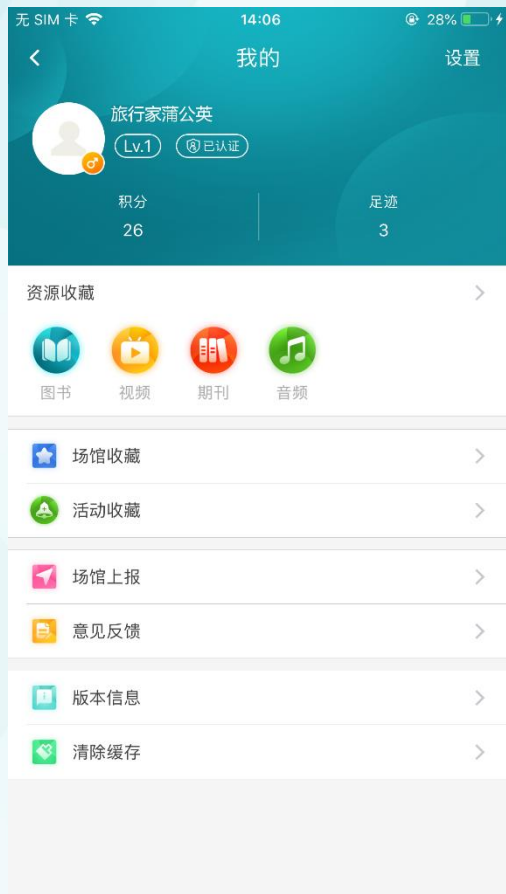 无 SIM 卡 14:06 28%
我的 设置
旅行家蒲公英
Lv.1 已认证
积分 足迹
26 3
资源收藏
图书 视频 期刊 音频
场馆收藏
活动收藏
场馆上报
意见反馈
版本信息
清除缓存